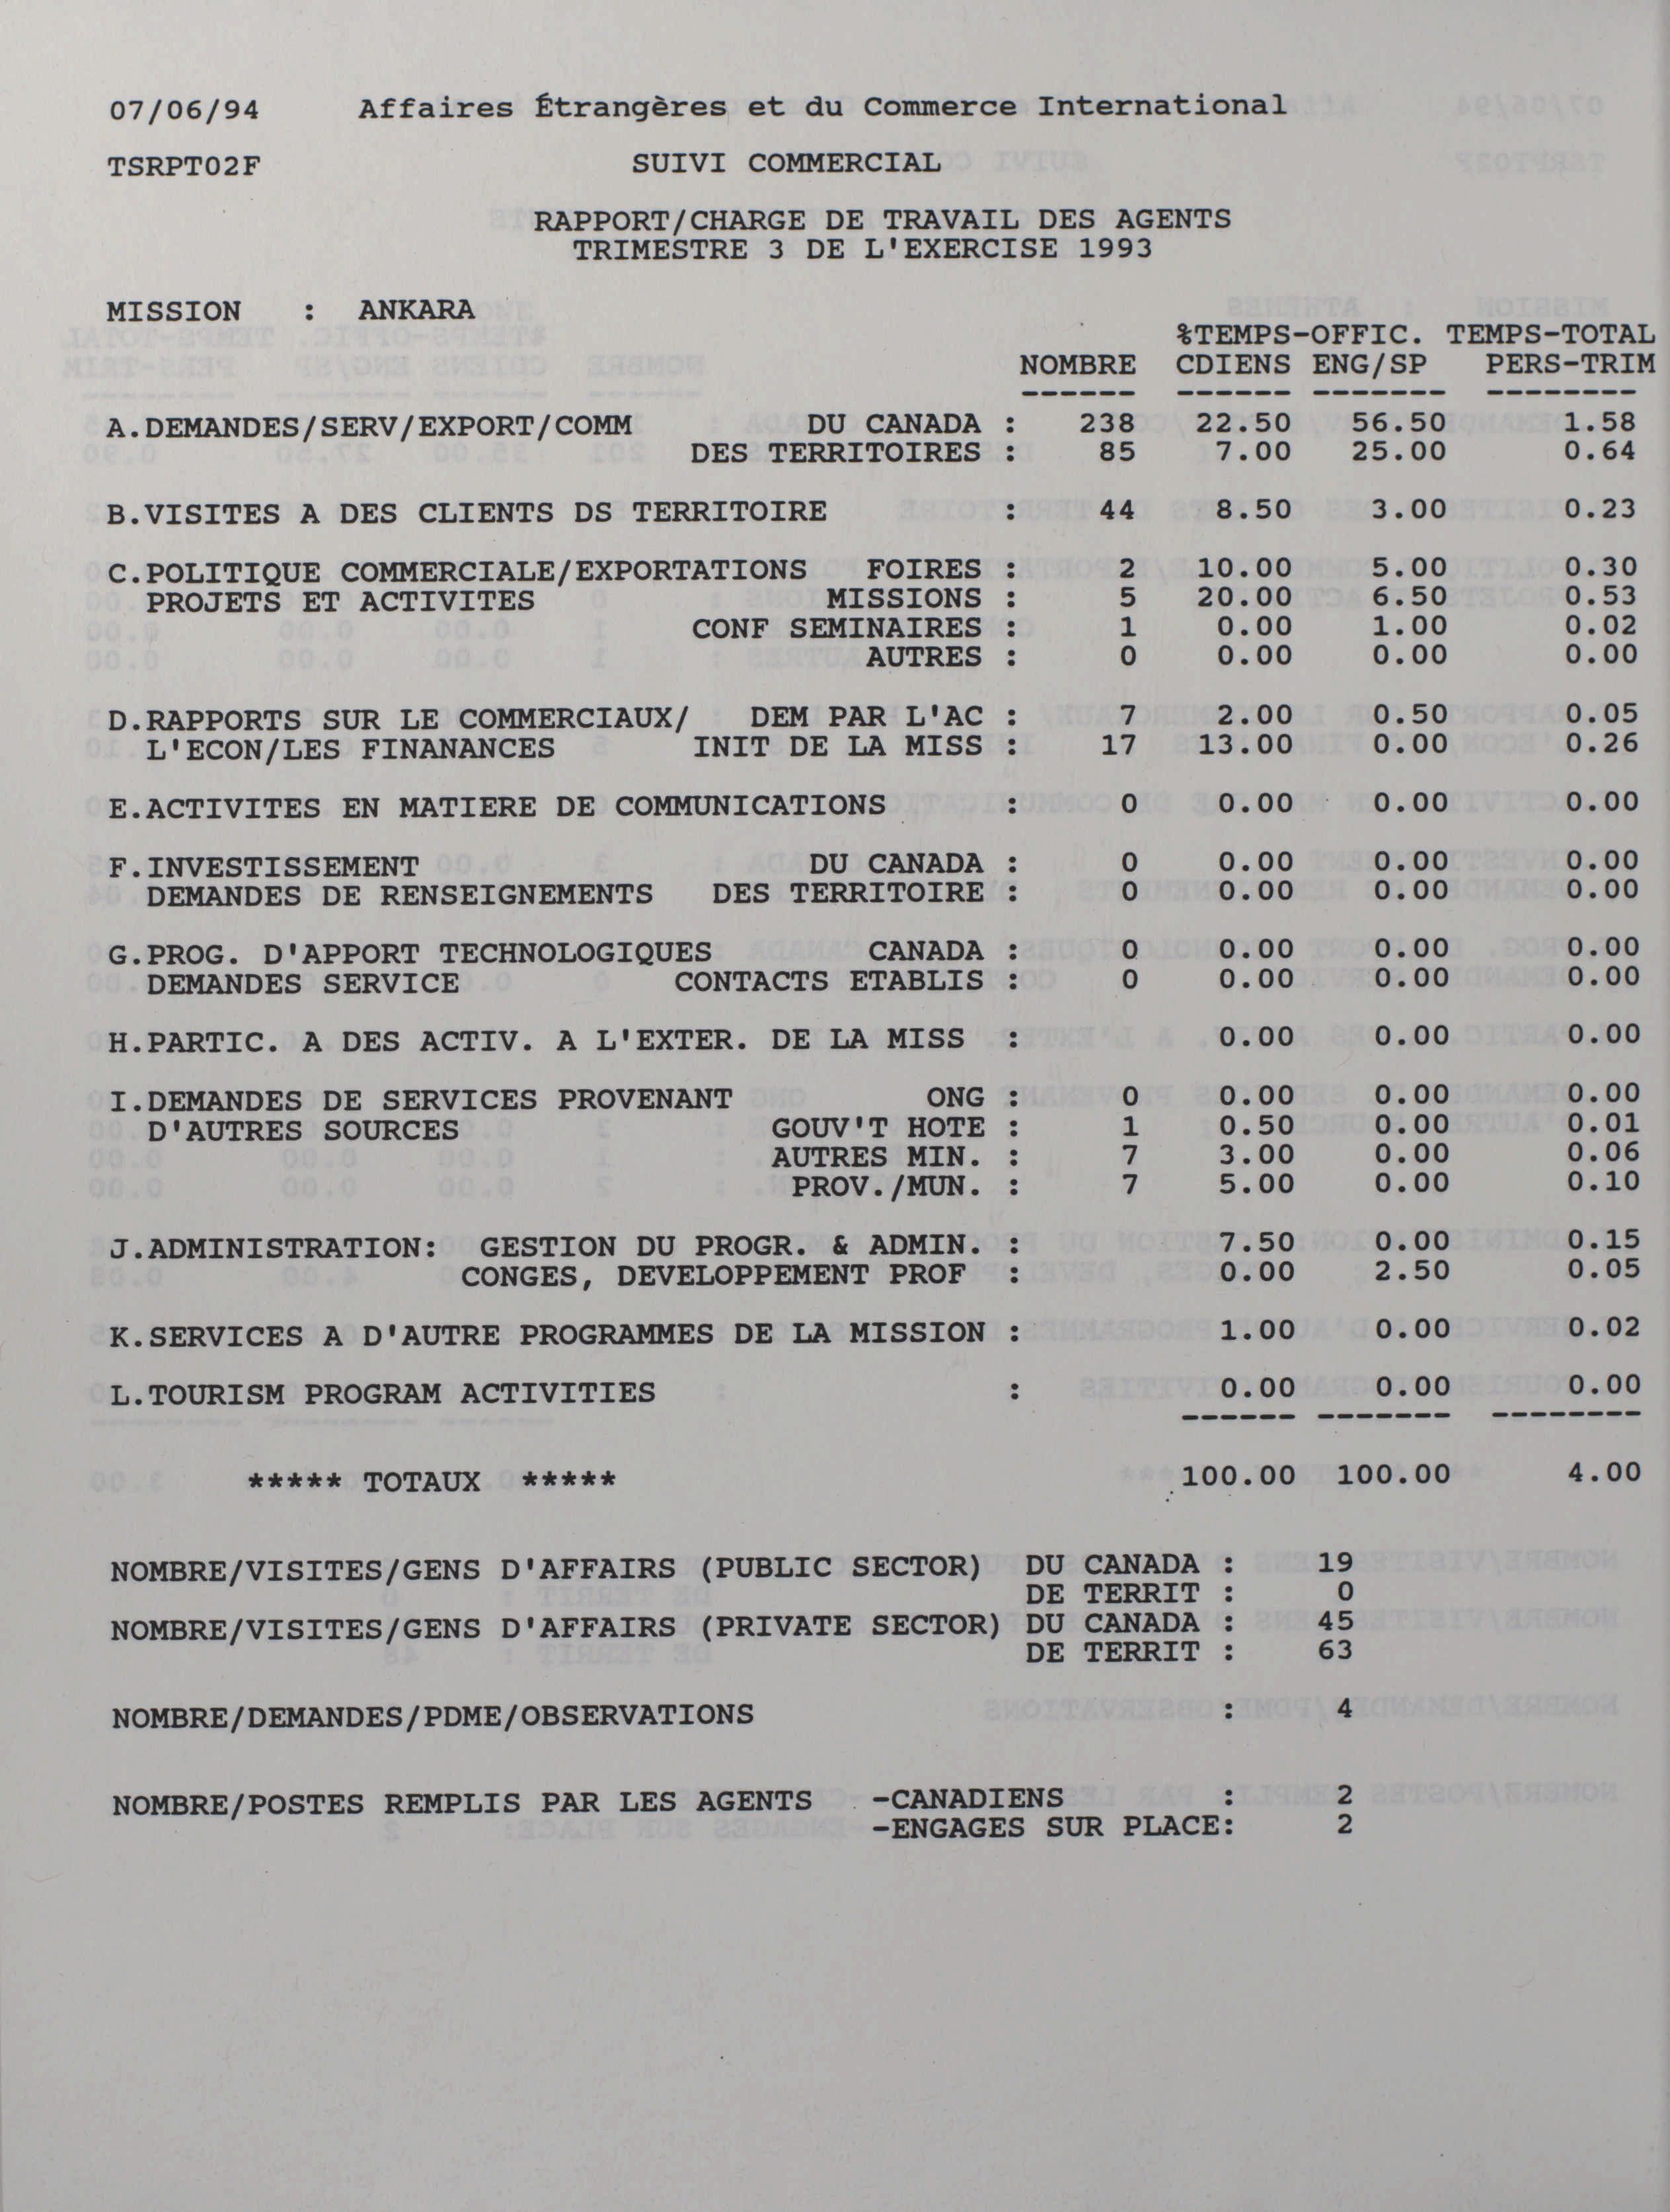 07/06/94 Affaires Étrangères et du Commerce International
TSRPT02F SUIVI COMMERCIAL
RAPPORT/CHARGE DE TRAVAIL DES AGENTS
TRIMESTRE 3 DE L'EXERCISE 1993
MISSION : ANKARA
%TEMPS-OFFIC. TEMPS-TOTAL
NOMBRE CDIENS ENG/SP PERS-TRIM
------ ------ ------- --------
A.DEMANDES/SERV/EXPORT/COMM DU CANADA : 238 22.50 56.50 1.58
DES TERRITOIRES : 85 7.00 25.00 0.64
B.VISITES A DES CLIENTS DS TERRITOIRE : 44 8.50 3.00 0.23
C.POLITIQUE COMMERCIALE/EXPORTATIONS FOIRES : 2 10.00 5.00 0.30
PROJETS ET ACTIVITES MISSIONS : 5 20.00 6.50 0.53
CONF SEMINAIRES : 1 0.00 1.00 0.02
AUTRES : 0 0.00 0.00 0.00
D.RAPPORTS SUR LE COMMERCIAUX/ DEM PAR L'AC : 7 2.00 0.50 0.05
L'ECON/LES FINANANCES INIT DE LA MISS : 17 13.00 0.00 0.26
E.ACTIVITES EN MATIERE DE COMMUNICATIONS : 0 0.00 0.00 0.00
F.INVESTISSEMENT DU CANADA : 0 0.00 0.00 0.00
DEMANDES DE RENSEIGNEMENTS DES TERRITOIRE : 0 0.00 0.00 0.00
G.PROG. D'APPORT TECHNOLOGIQUES CANADA : 0 0.00 0.00 0.00
DEMANDES SERVICE CONTACTS ETABLIS : 0 0.00 0.00 0.00
H.PARTIC. A DES ACTIV. A L'EXTER. DE LA MISS : 0.00 0.00 0.00
I.DEMANDES DE SERVICES PROVENANT ONG : 0 0.00 0.00 0.00
D'AUTRES SOURCES GOUV'T HOTE : 1 0.50 0.00 0.01
AUTRES MIN. : 7 3.00 0.00 0.06
PROV./MUN. : 7 5.00 0.00 0.10
J.ADMINISTRATION: GESTION DU PROGR. & ADMIN. : 7.50 0.00 0.15
CONGES, DEVELOPPEMENT PROF : 0.00 2.50 0.05
K.SERVICES A D'AUTRE PROGRAMMES DE LA MISSION : 1.00 0.00 0.02
L.TOURISM PROGRAM ACTIVITIES : 0.00 0.00 0.00
------ ------- --------
***** TOTAUX ***** 100.00 100.00 4.00
NOMBRE/VISITES/GENS D'AFFAIRS (PUBLIC SECTOR) DU CANADA : 19
DE TERRIT : 0
NOMBRE/VISITES/GENS D'AFFAIRS (PRIVATE SECTOR) DU CANADA : 45
DE TERRIT : 63
NOMBRE/DEMANDES/PDME/OBSERVATIONS : 4
NOMBRE/POSTES REMPLIS PAR LES AGENTS -CANADIENS : 2
-ENGAGES SUR PLACE: 2